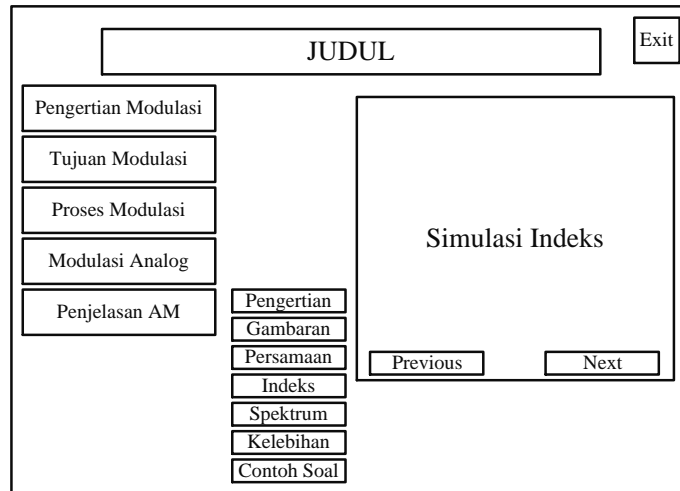 JUDUL
Exit
Pengertian Modulasi
Tujuan Modulasi
Proses Modulasi
Modulasi Analog
Penjelasan AM
Pengertian
Gambaran
Persamaan
Indeks
Spektrum
Kelebihan
Contoh Soal
Simulasi Indeks
Previous
Next